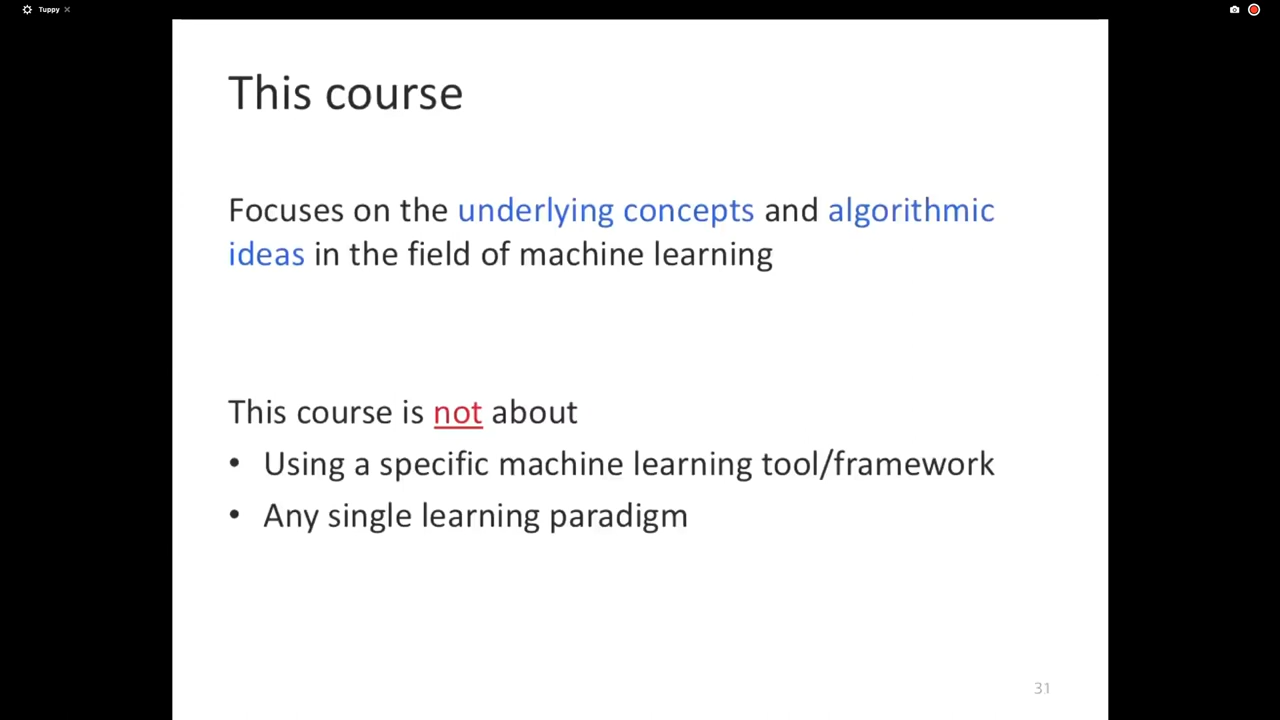 Tuppy
This course
Focuses on the underlying concepts and algorithmic
ideas in the field of machine learning
This course is not about
• Using a specific machine learning tool/framework
• Any single learning paradigm
31